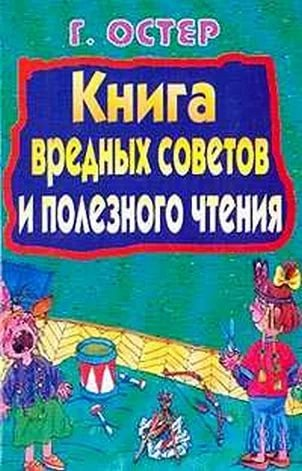 Г. ОСТЕР
Книга
вредных советов
и полезного чтения